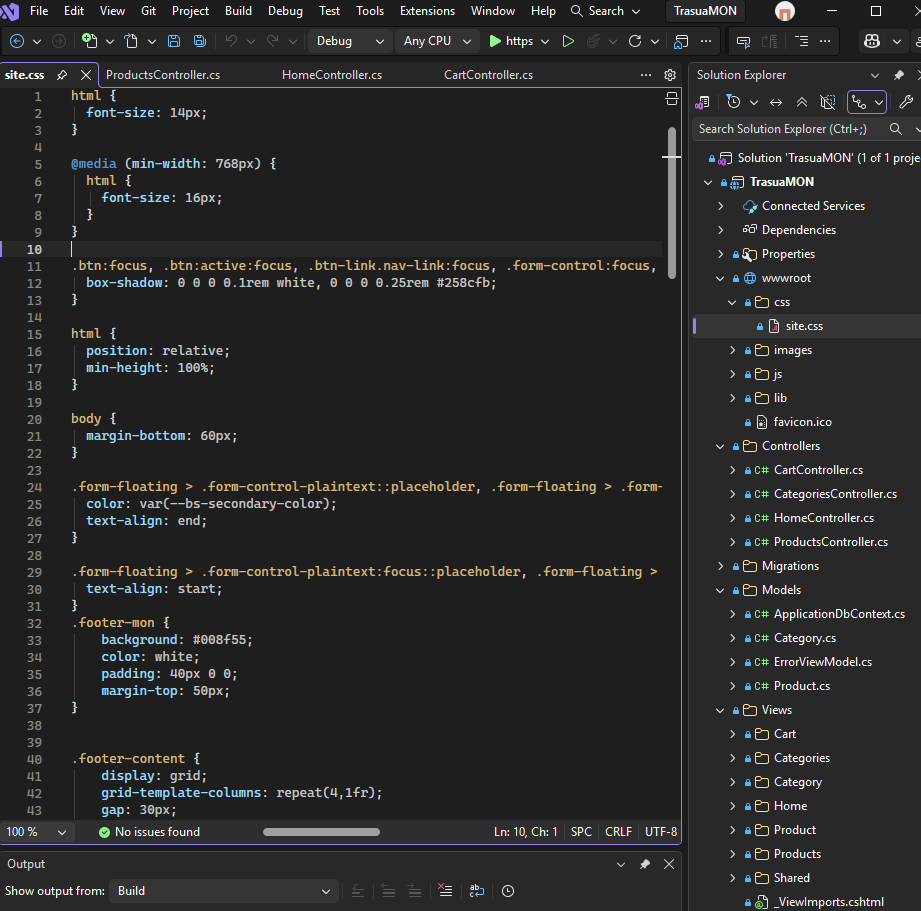 File Edit View Git Project Build Debug Test Tools Extensions Window Help Search TrasuaMON
Debug Any CPU https
site.css ProductsController.cs HomeController.cs CartController.cs
1 html {
2 font-size: 14px;
3 }
4
5 @media (min-width: 768px) {
6 html {
7 font-size: 16px;
8 }
9 }
10
11 .btn:focus, .btn:active:focus, .btn-link.nav-link:focus, .form-control:focus,
12 box-shadow: 0 0 0 0.1rem white, 0 0 0 0.25rem #258cfb;
13 }
14
15 html {
16 position: relative;
17 min-height: 100%;
18 }
19
20 body {
21 margin-bottom: 60px;
22 }
23
24 .form-floating > .form-control-plaintext::placeholder, .form-floating > .form-
25 color: var(--bs-secondary-color);
26 text-align: end;
27 }
28
29 .form-floating > .form-control-plaintext:focus::placeholder, .form-floating >
30 text-align: start;
31 }
32 .footer-mon {
33 background: #008f55;
34 color: white;
35 padding: 40px 0 0;
36 margin-top: 50px;
37 }
38
39
40 .footer-content {
41 display: grid;
42 grid-template-columns: repeat(4,1fr);
43 gap: 30px;
100 % No issues found Ln: 10, Ch: 1 SPC CRLF UTF-8
Output
Show output from: Build
Solution Explorer
Search Solution Explorer (Ctrl+;)
Solution 'TrasuaMON' (1 of 1 proje
TrasuaMON
Connected Services
Dependencies
Properties
wwwroot
css
site.css
images
js
lib
favicon.ico
Controllers
C# CartController.cs
C# CategoriesController.cs
C# HomeController.cs
C# ProductsController.cs
Migrations
Models
C# ApplicationDbContext.cs
C# Category.cs
C# ErrorViewModel.cs
C# Product.cs
Views
Cart
Categories
Category
Home
Product
Products
Shared
_ViewImports.cshtml